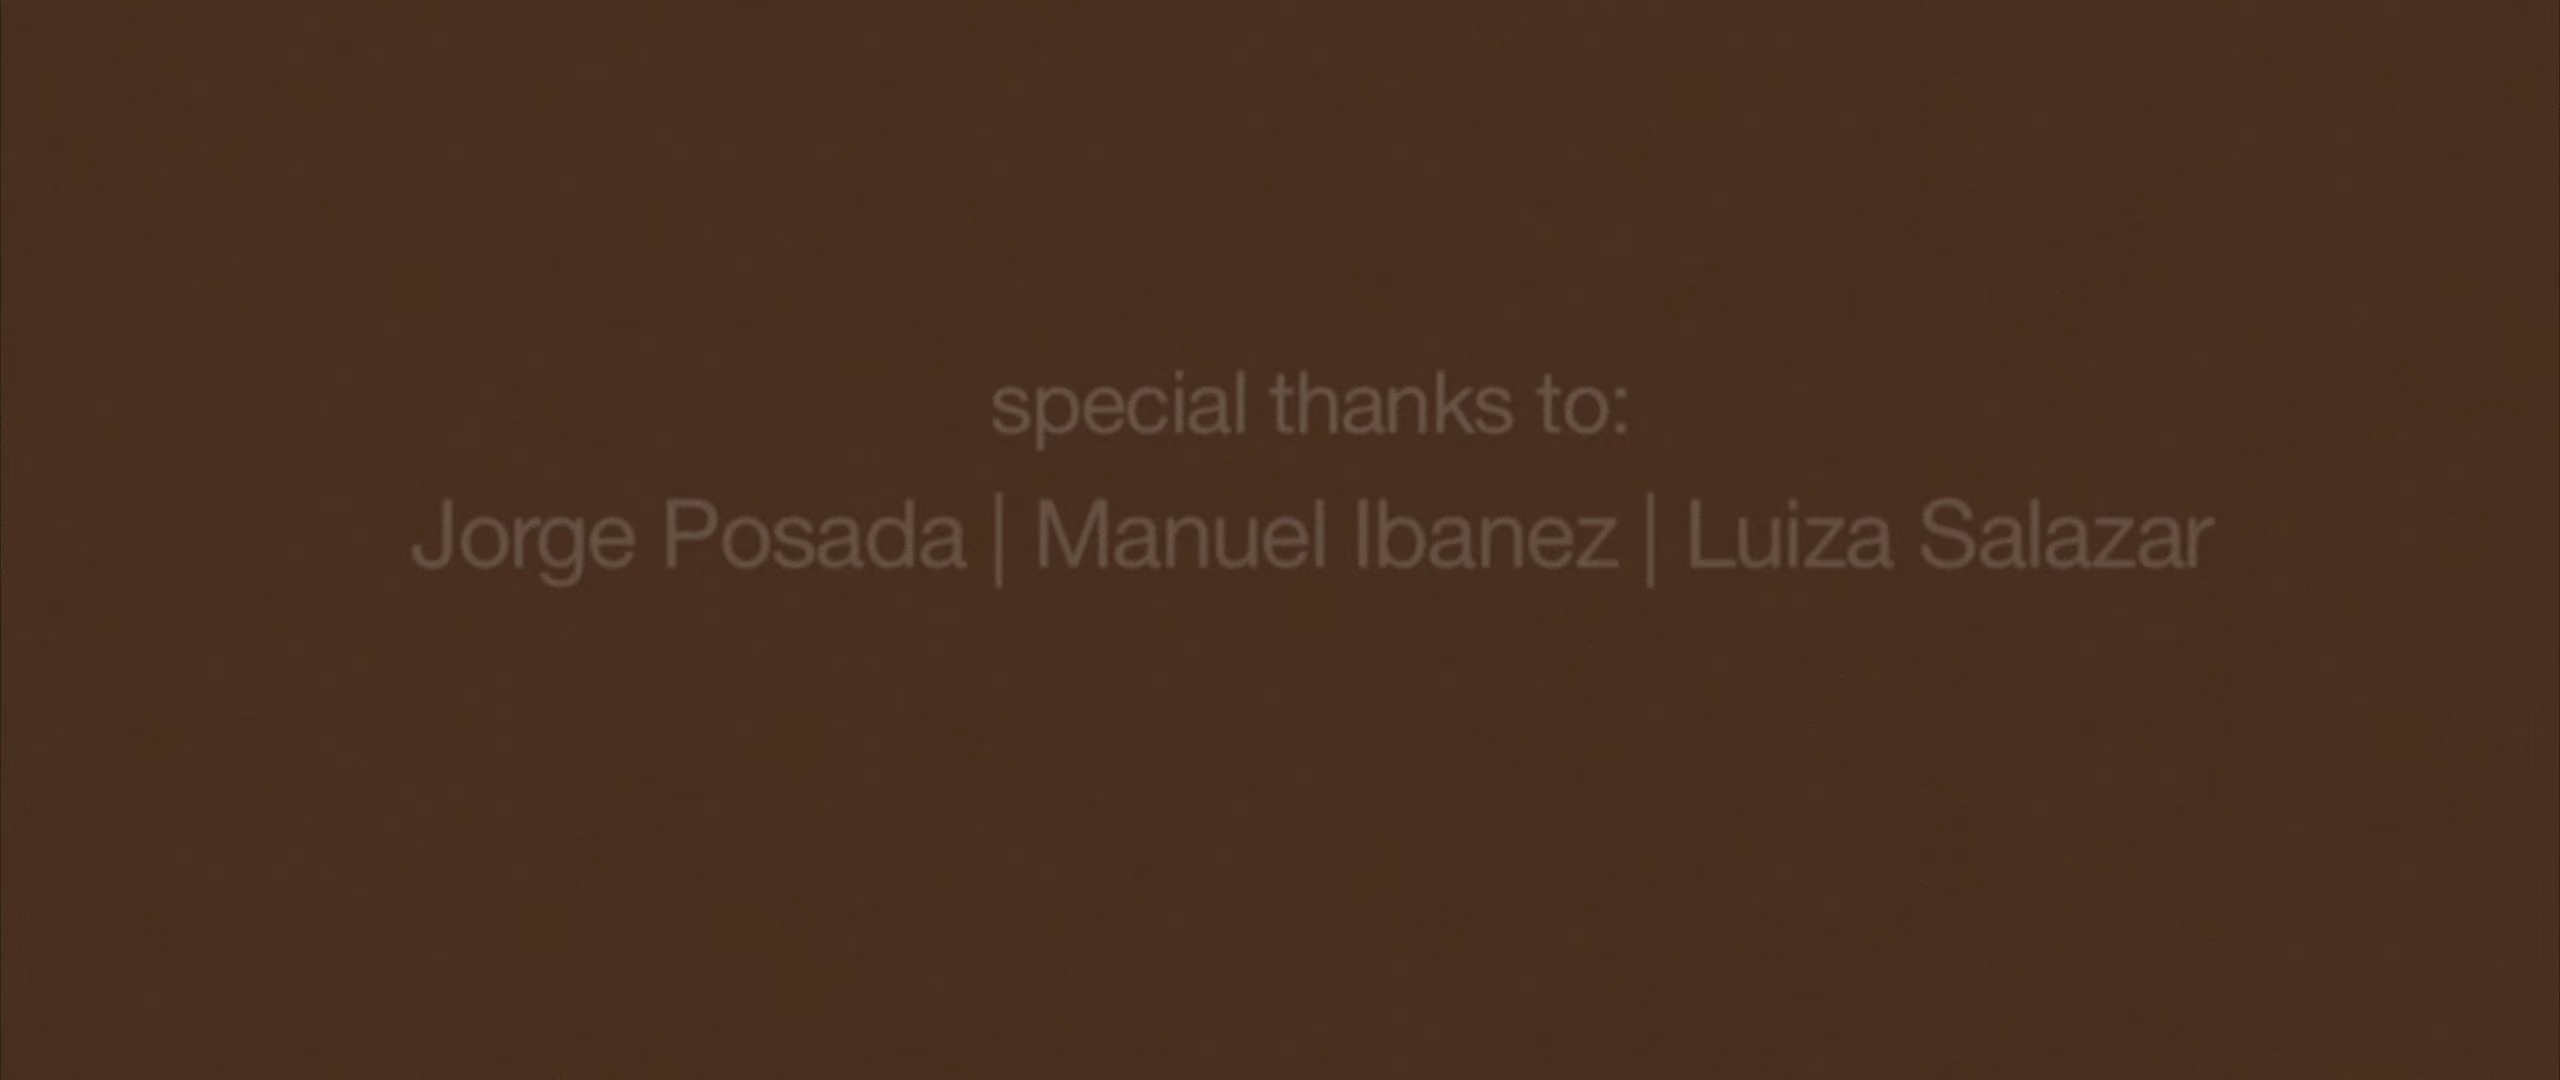 special thanks to:
Jorge Posada | Manuel Ibanez | Luiza Salazar